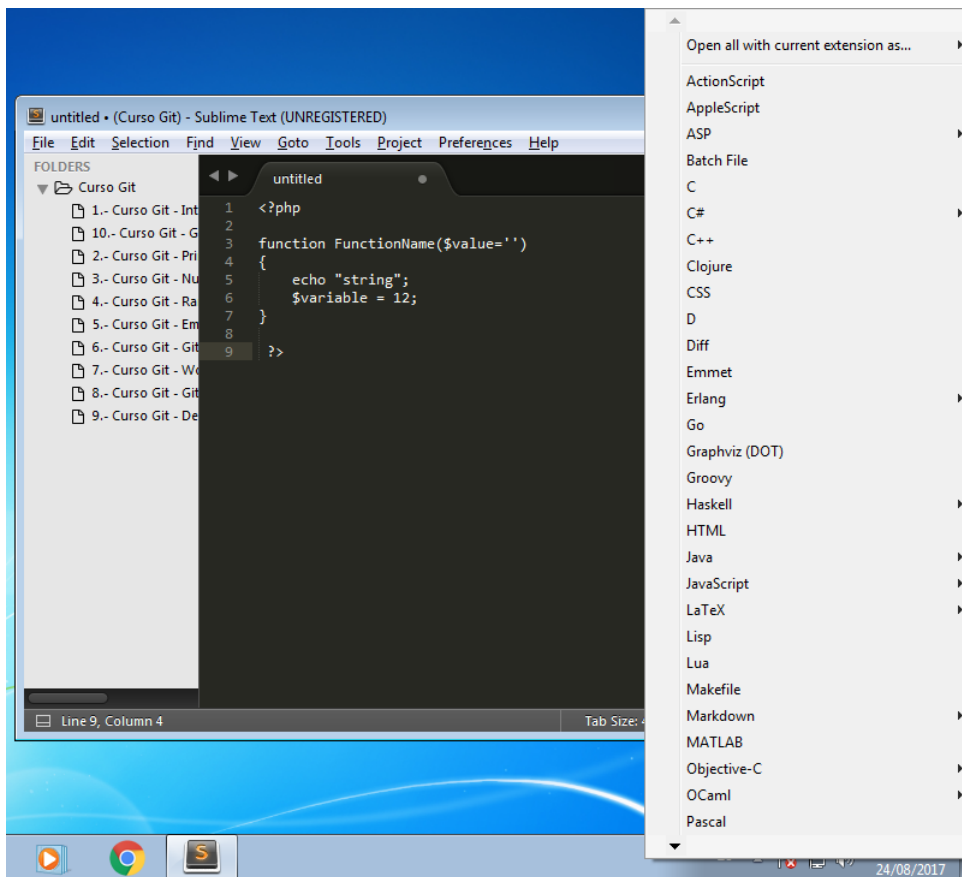 untitled • (Curso Git) - Sublime Text (UNREGISTERED)
File Edit Selection Find View Goto Tools Project Preferences Help
FOLDERS
Curso Git
1.- Curso Git - Int
10.- Curso Git - G
2.- Curso Git - Pri
3.- Curso Git - Nu
4.- Curso Git - Ra
5.- Curso Git - Em
6.- Curso Git - Git
7.- Curso Git - Wo
8.- Curso Git - Git
9.- Curso Git - De
untitled
1 <?php
2
3 function FunctionName($value='')
4 {
5     echo "string";
6     $variable = 12;
7 }
8
9  ?>
Line 9, Column 4
Tab Size: 4
Open all with current extension as...
ActionScript
AppleScript
ASP
Batch File
C
C#
C++
Clojure
CSS
D
Diff
Emmet
Erlang
Go
Graphviz (DOT)
Groovy
Haskell
HTML
Java
JavaScript
LaTeX
Lisp
Lua
Makefile
Markdown
MATLAB
Objective-C
OCaml
Pascal
24/08/2017